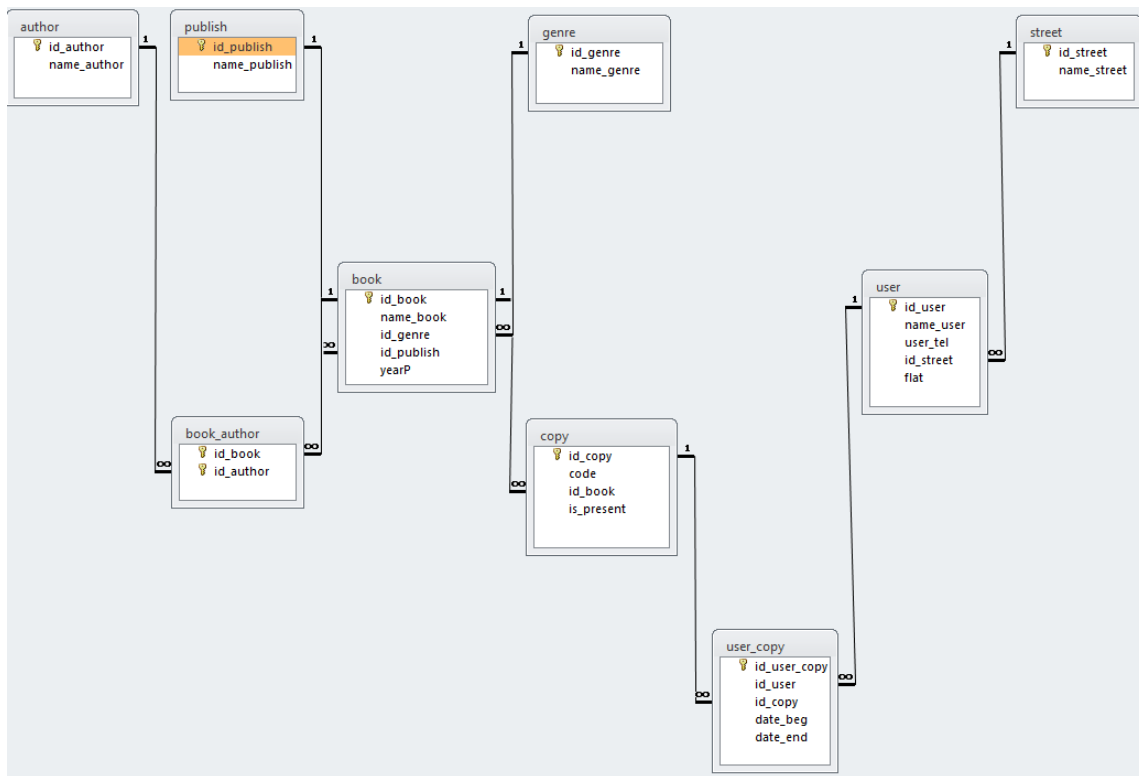 author
id_author
name_author
1
publish
id_publish
name_publish
1
genre
id_genre
name_genre
1
street
id_street
name_street
1
book
id_book
name_book
id_genre
id_publish
yearP
1
∞
1
∞
user
id_user
name_user
user_tel
id_street
flat
1
∞
book_author
id_book
id_author
∞
∞
copy
id_copy
code
id_book
is_present
1
∞
user_copy
id_user_copy
id_user
id_copy
date_beg
date_end
∞
∞